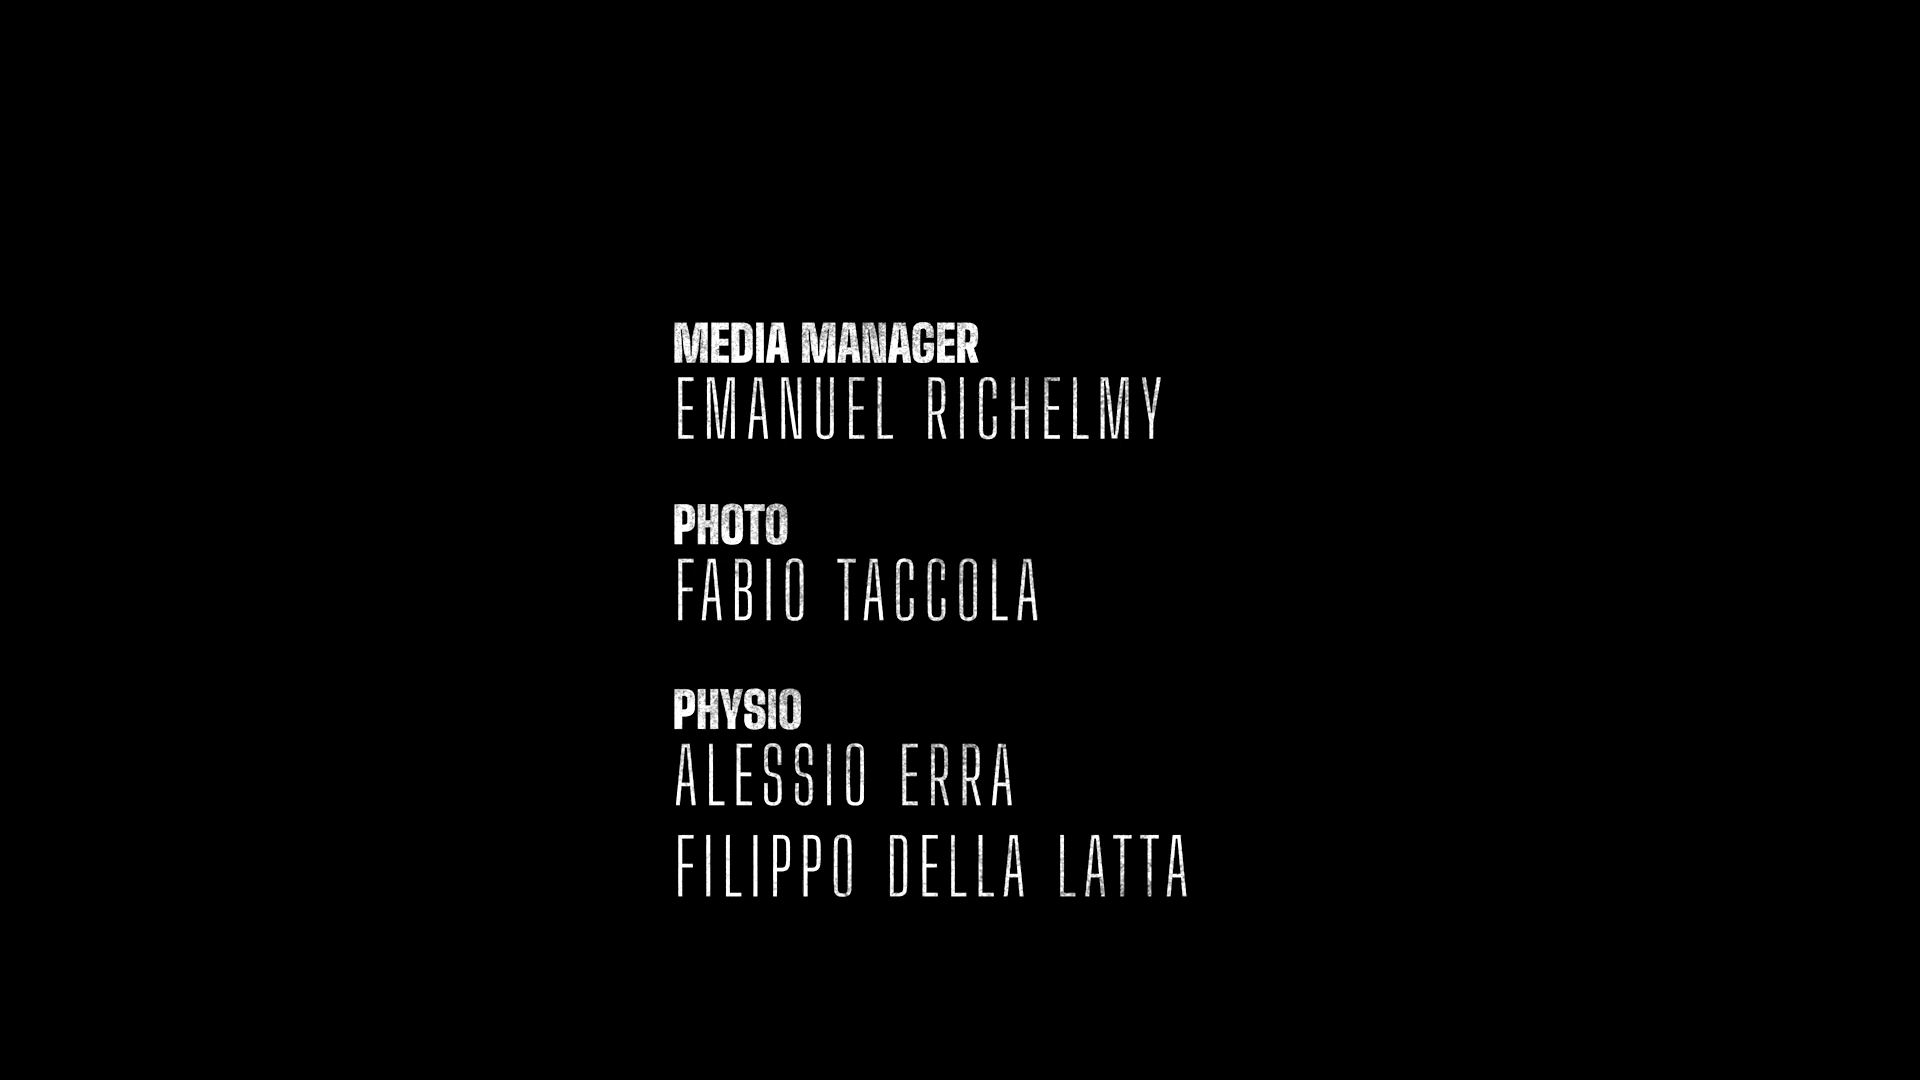 MEDIA MANAGER
EMANUEL RICHELMY
PHOTO
FABIO TACCOLA
PHYSIO
ALESSIO ERRA
FILIPPO DELLA LATTA